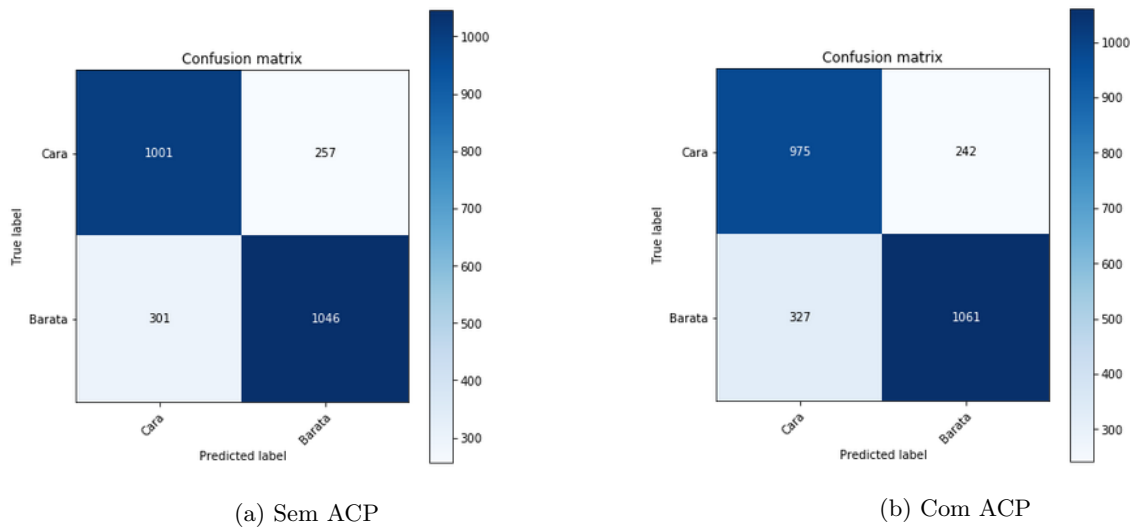 Confusion matrix
1000
900
800
700
600
500
400
300
Cara
Barata
True label
1001
257
301
1046
Cara
Barata
Predicted label
(a) Sem ACP
Confusion matrix
1000
900
800
700
600
500
400
300
Cara
Barata
True label
975
242
327
1061
Cara
Barata
Predicted label
(b) Com ACP